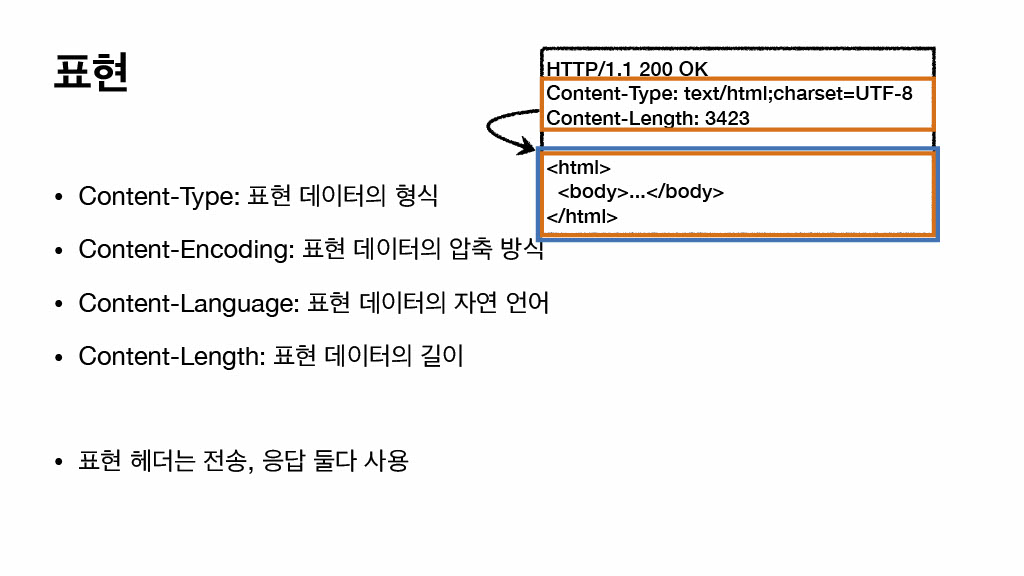 표현
HTTP/1.1 200 OK
Content-Type: text/html;charset=UTF-8
Content-Length: 3423
<html>
<body>...</body>
</html>
• Content-Type: 표현 데이터의 형식
• Content-Encoding: 표현 데이터의 압축 방식
• Content-Language: 표현 데이터의 자연 언어
• Content-Length: 표현 데이터의 길이
• 표현 헤더는 전송, 응답 둘다 사용